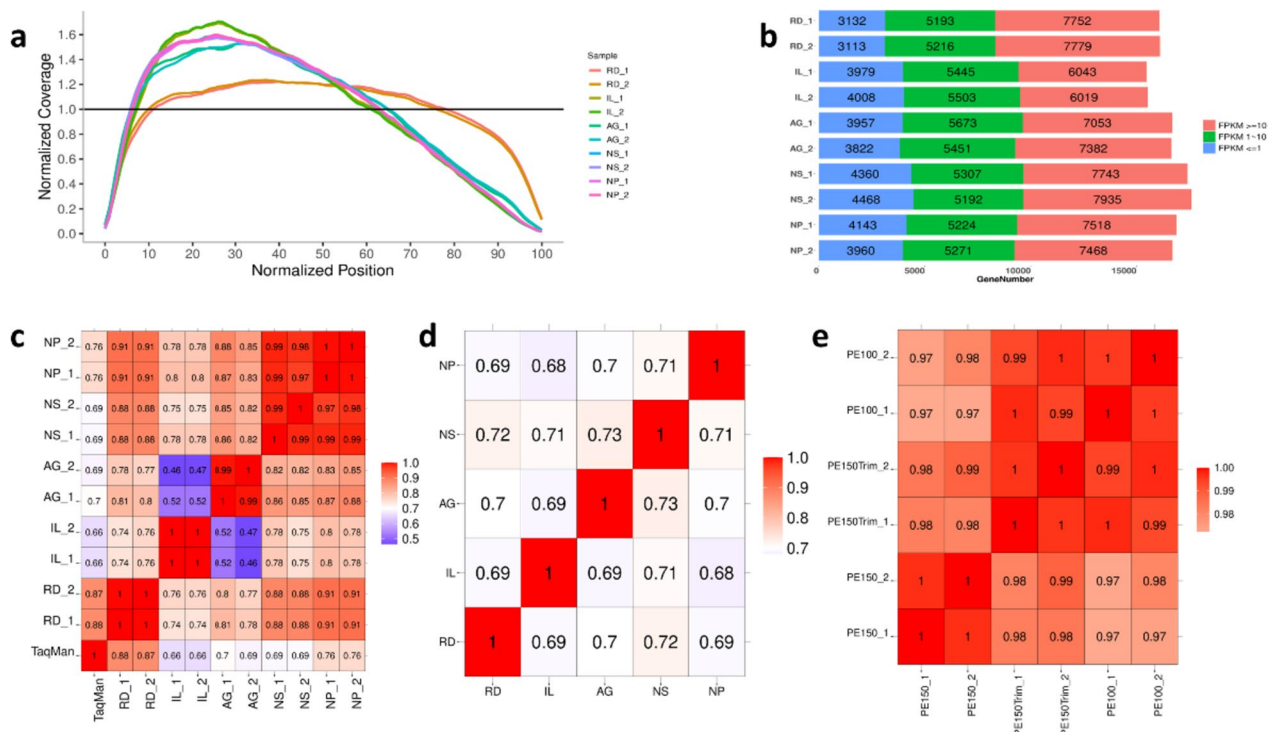 a
Normalized Coverage
1.6
1.4
1.2
1.0
0.8
0.6
0.4
0.2
0.0
0 10 20 30 40 50 60 70 80 90 100
Normalized Position
Sample
RD_1
RD_2
IL_1
IL_2
AG_1
AG_2
NS_1
NS_2
NP_1
NP_2
b
RD_1 3132 5193 7752
RD_2 3113 5216 7779
IL_1 3979 5445 6043
IL_2 4008 5503 6019
AG_1 3957 5673 7053
AG_2 3822 5451 7382
NS_1 4360 5307 7743
NS_2 4468 5192 7935
NP_1 4143 5224 7518
NP_2 3960 5271 7468
0 5000 10000 15000
GeneNumber
FPKM >=10
FPKM 1~10
FPKM <=1
c
NP_2 0.76 0.91 0.91 0.78 0.78 0.88 0.85 0.99 0.98 1 1
NP_1 0.76 0.91 0.91 0.8 0.8 0.87 0.83 0.99 0.97 1 1
NS_2 0.69 0.88 0.88 0.75 0.75 0.85 0.82 0.99 1 0.97 0.98
NS_1 0.69 0.88 0.88 0.78 0.78 0.86 0.82 1 0.99 0.99 0.99
AG_2 0.69 0.78 0.77 0.46 0.47 0.99 1 0.82 0.82 0.83 0.85
AG_1 0.7 0.81 0.8 0.52 0.52 1 0.99 0.86 0.85 0.87 0.88
IL_2 0.66 0.74 0.76 1 1 0.52 0.47 0.78 0.75 0.8 0.78
IL_1 0.66 0.74 0.76 1 1 0.52 0.46 0.78 0.75 0.8 0.78
RD_2 0.87 1 1 0.76 0.76 0.8 0.77 0.88 0.88 0.91 0.91
RD_1 0.88 1 1 0.74 0.74 0.81 0.78 0.88 0.88 0.91 0.91
TaqMan 1 0.88 0.87 0.66 0.66 0.7 0.69 0.69 0.69 0.76 0.76
TaqMan RD_1 RD_2 IL_1 IL_2 AG_1 AG_2 NS_1 NS_2 NP_1 NP_2
1.0
0.9
0.8
0.7
0.6
0.5
d
NP 0.69 0.68 0.7 0.71 1
NS 0.72 0.71 0.73 1 0.71
AG 0.7 0.69 1 0.73 0.7
IL 0.69 1 0.69 0.71 0.68
RD 1 0.69 0.7 0.72 0.69
RD IL AG NS NP
1.0
0.9
0.8
0.7
e
PE100_2 0.97 0.98 0.99 1 1 1
PE100_1 0.97 0.97 1 0.99 1 1
PE150Trim_2 0.98 0.99 1 1 0.99 1
PE150Trim_1 0.98 0.98 1 1 1 0.99
PE150_2 1 1 0.98 0.99 0.97 0.98
PE150_1 1 1 0.98 0.98 0.97 0.97
PE150_1 PE150_2 PE150Trim_1 PE150Trim_2 PE100_1 PE100_2
1.00
0.99
0.98